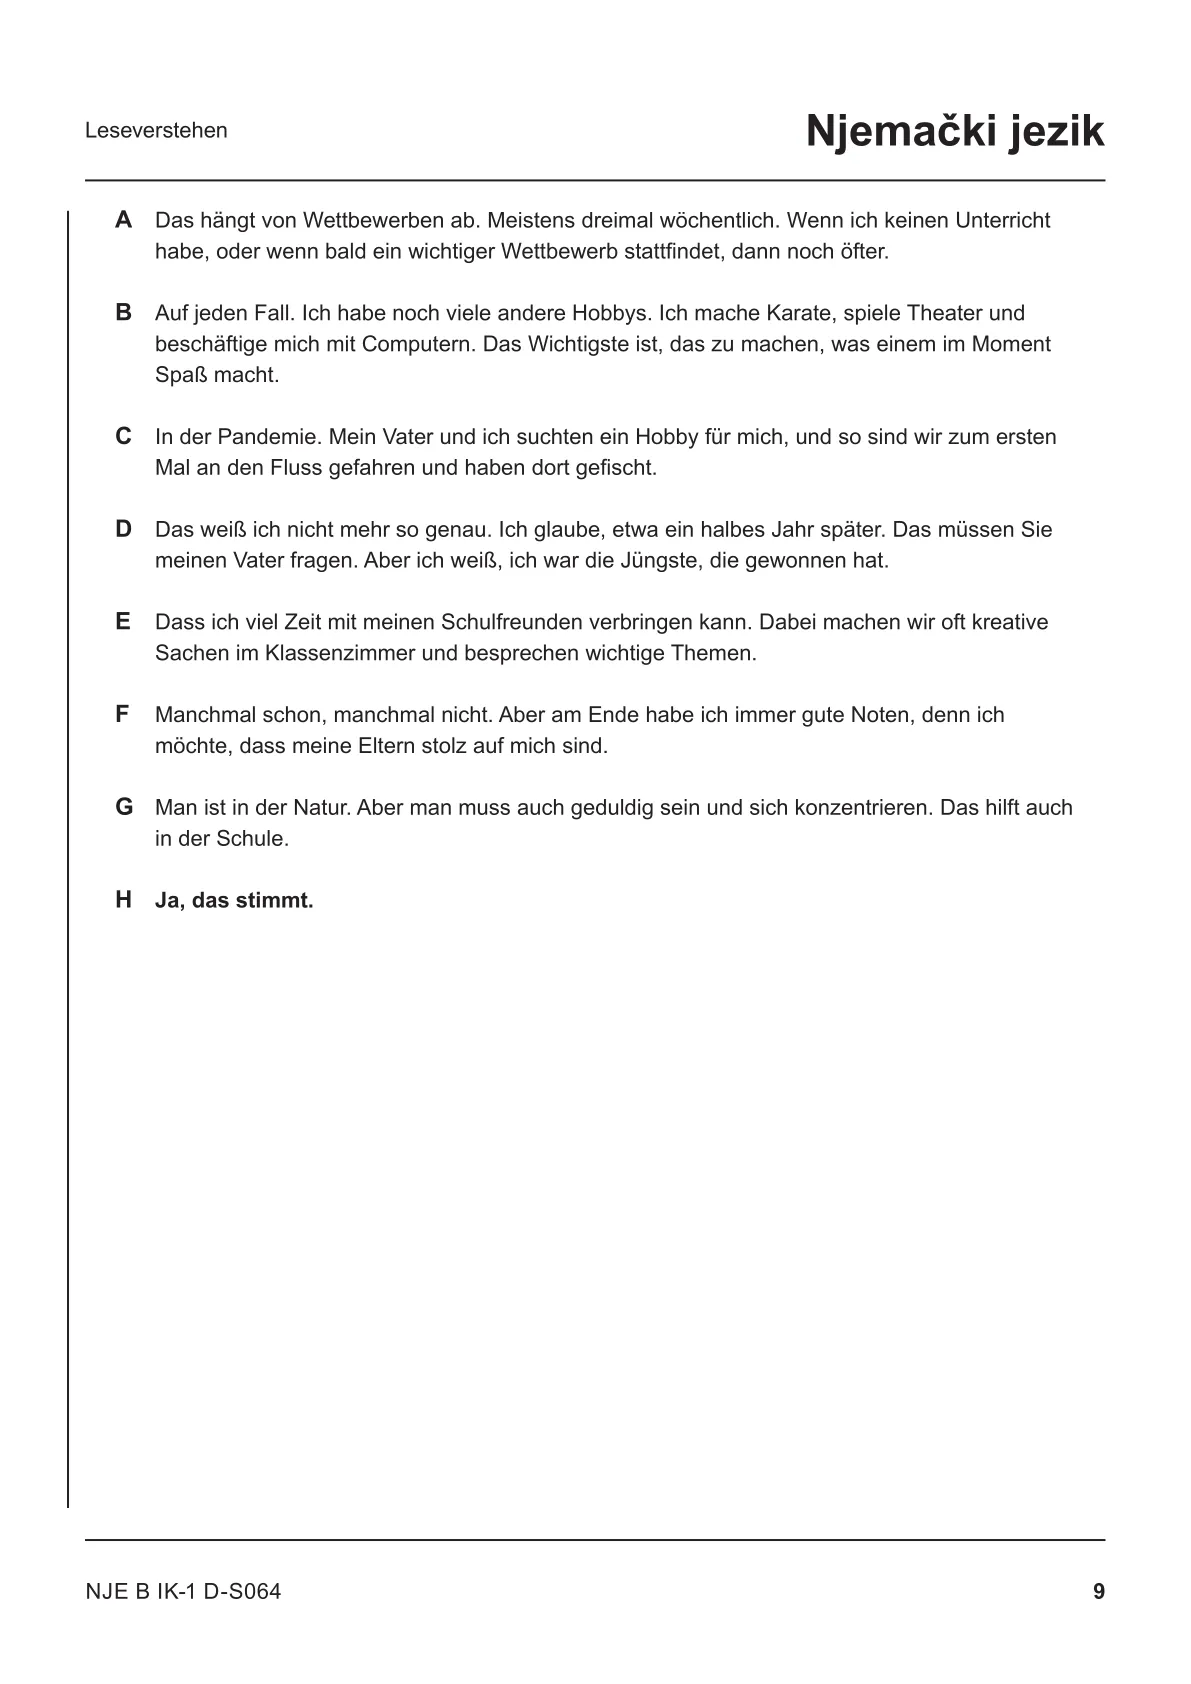 Leseverstehen
Njemački jezik
A Das hängt von Wettbewerben ab. Meistens dreimal wöchentlich. Wenn ich keinen Unterricht
habe, oder wenn bald ein wichtiger Wettbewerb stattfindet, dann noch öfter.
B Auf jeden Fall. Ich habe noch viele andere Hobbys. Ich mache Karate, spiele Theater und
beschäftige mich mit Computern. Das Wichtigste ist, das zu machen, was einem im Moment
Spaß macht.
C In der Pandemie. Mein Vater und ich suchten ein Hobby für mich, und so sind wir zum ersten
Mal an den Fluss gefahren und haben dort gefischt.
D Das weiß ich nicht mehr so genau. Ich glaube, etwa ein halbes Jahr später. Das müssen Sie
meinen Vater fragen. Aber ich weiß, ich war die Jüngste, die gewonnen hat.
E Dass ich viel Zeit mit meinen Schulfreunden verbringen kann. Dabei machen wir oft kreative
Sachen im Klassenzimmer und besprechen wichtige Themen.
F Manchmal schon, manchmal nicht. Aber am Ende habe ich immer gute Noten, denn ich
möchte, dass meine Eltern stolz auf mich sind.
G Man ist in der Natur. Aber man muss auch geduldig sein und sich konzentrieren. Das hilft auch
in der Schule.
H Ja, das stimmt.
NJE B IK-1 D-S064
9